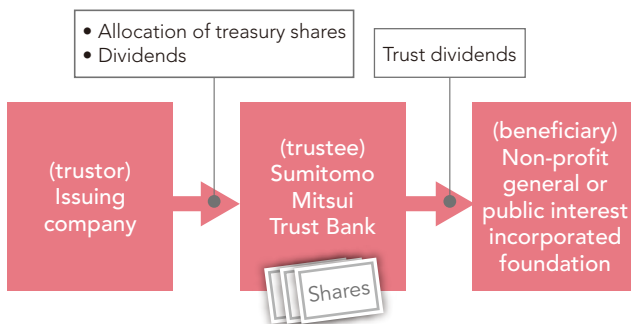 • Allocation of treasury shares
• Dividends
Trust dividends
(trustor)
Issuing
company
(trustee)
Sumitomo
Mitsui
Trust Bank
Shares
(beneficiary)
Non-profit
general or
public interest
incorporated
foundation